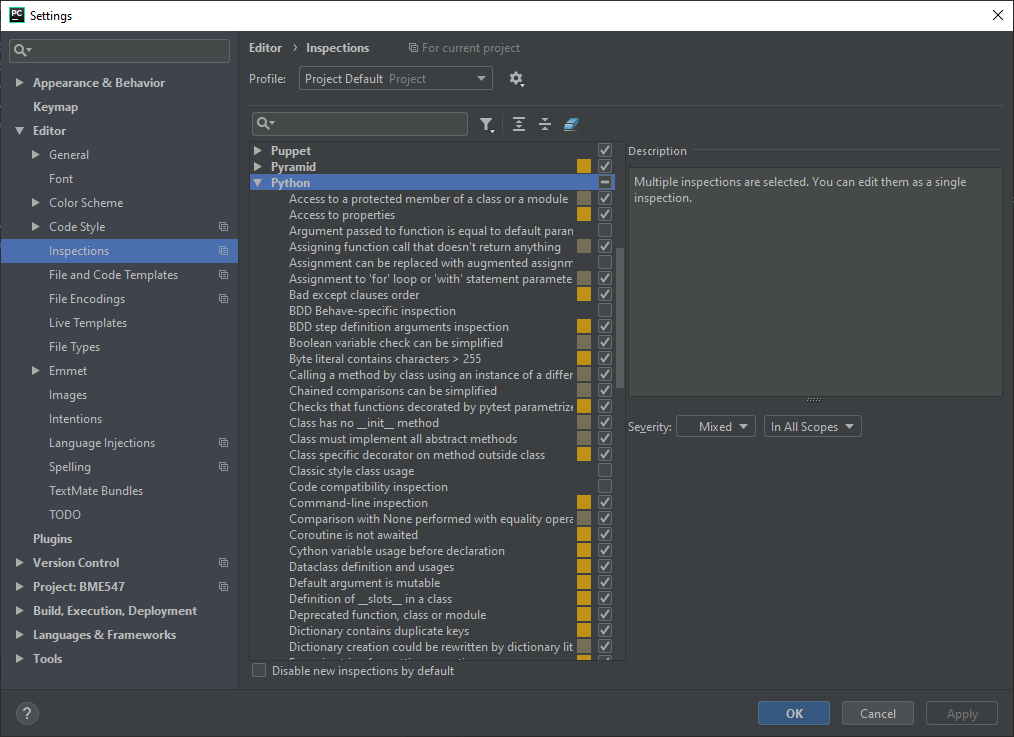 PC Settings
Editor › Inspections For current project
Profile: Project Default Project
Appearance & Behavior
Keymap
Editor
General
Font
Color Scheme
Code Style
Inspections
File and Code Templates
File Encodings
Live Templates
File Types
Emmet
Images
Intentions
Language Injections
Spelling
TextMate Bundles
TODO
Plugins
Version Control
Project: BME547
Build, Execution, Deployment
Languages & Frameworks
Tools
Puppet
Pyramid
Python
Access to a protected member of a class or a module
Access to properties
Argument passed to function is equal to default param
Assigning function call that doesn't return anything
Assignment can be replaced with augmented assignm
Assignment to 'for' loop or 'with' statement paramete
Bad except clauses order
BDD Behave-specific inspection
BDD step definition arguments inspection
Boolean variable check can be simplified
Byte literal contains characters > 255
Calling a method by class using an instance of a differ
Chained comparisons can be simplified
Checks that functions decorated by pytest parametrize
Class has no __init__ method
Class must implement all abstract methods
Class specific decorator on method outside class
Classic style class usage
Code compatibility inspection
Command-line inspection
Comparison with None performed with equality opera
Coroutine is not awaited
Cython variable usage before declaration
Dataclass definition and usages
Default argument is mutable
Definition of __slots__ in a class
Deprecated function, class or module
Dictionary contains duplicate keys
Dictionary creation could be rewritten by dictionary lit
Disable new inspections by default
Description
Multiple inspections are selected. You can edit them as a single
inspection.
Severity: Mixed In All Scopes
? OK Cancel Apply